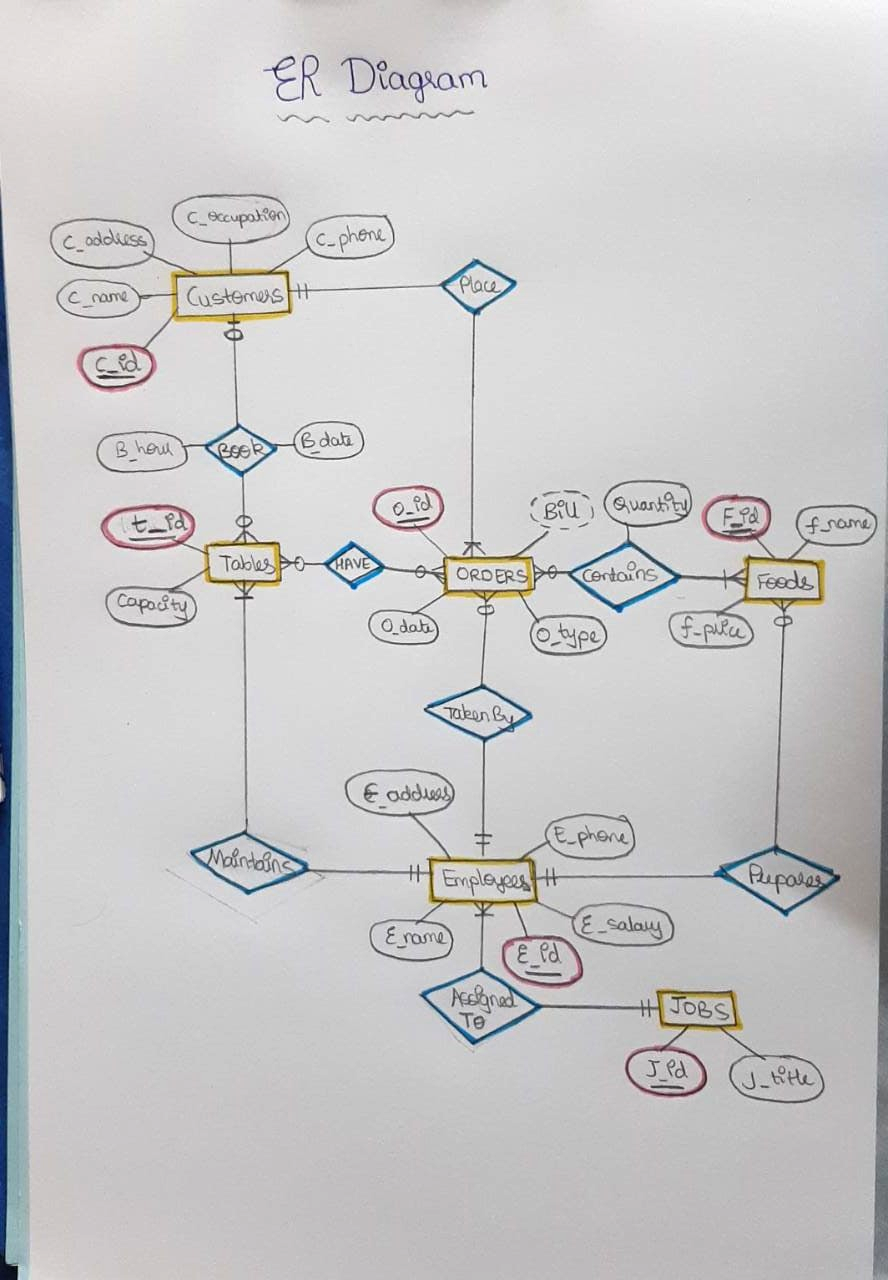 ER Diagram
C_occupation
C_address
C_phone
C_name
Customers
Place
C_id
B_hour
BOOK
B_date
t_id
O_id
Bill
Quantity
F_id
f_name
Tables
HAVE
ORDERS
Contains
Foods
Capacity
O_date
O_type
f_price
Taken By
E_address
E_phone
Maintains
Employees
Prepares
E_name
E_salary
E_id
Assigned
To
JOBS
J_id
J_title